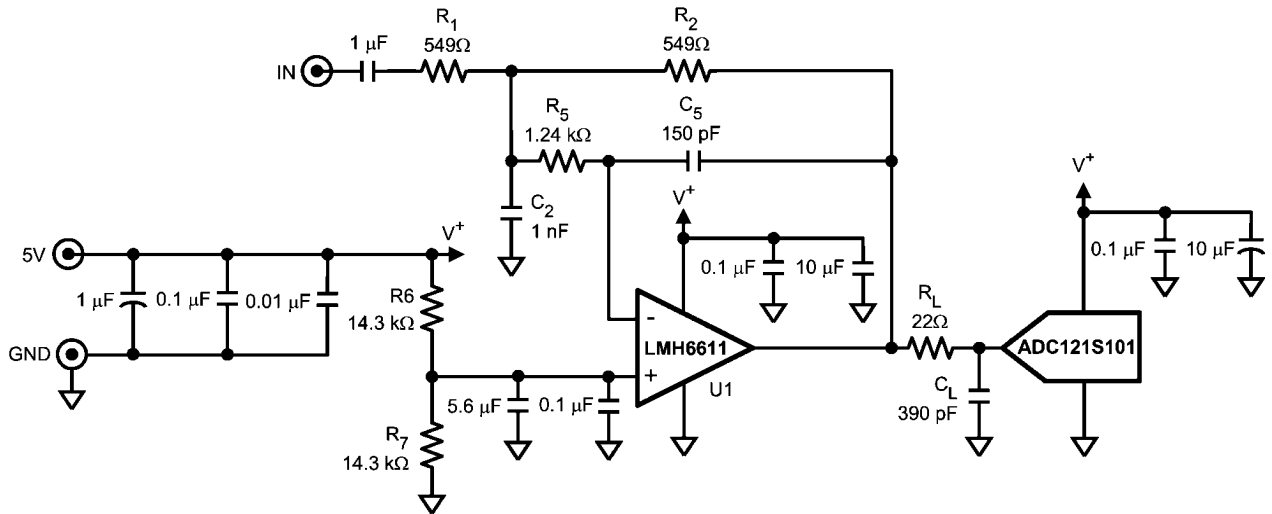 R1
549Ω
1 µF
IN
R2
549Ω
R5
1.24 kΩ
C5
150 pF
C2
1 nF
V+
V+
0.1 µF
10 µF
5V
V+
1 µF
0.1 µF
0.01 µF
R6
14.3 kΩ
GND
-
+
LMH6611
U1
0.1 µF
10 µF
RL
22Ω
ADC121S101
CL
390 pF
5.6 µF
0.1 µF
R7
14.3 kΩ